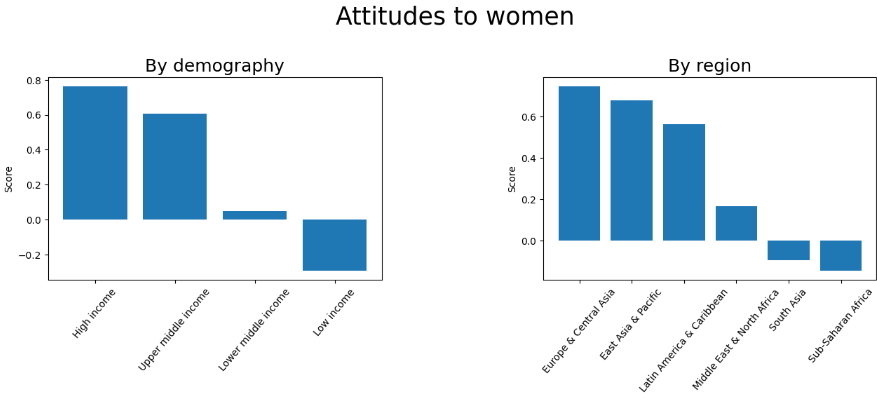 Attitudes to women
By demography
Score
0.8
0.6
0.4
0.2
0.0
−0.2
High income
Upper middle income
Lower middle income
Low income
By region
Score
0.6
0.4
0.2
0.0
Europe & Central Asia
East Asia & Pacific
Latin America & Caribbean
Middle East & North Africa
South Asia
Sub-Saharan Africa